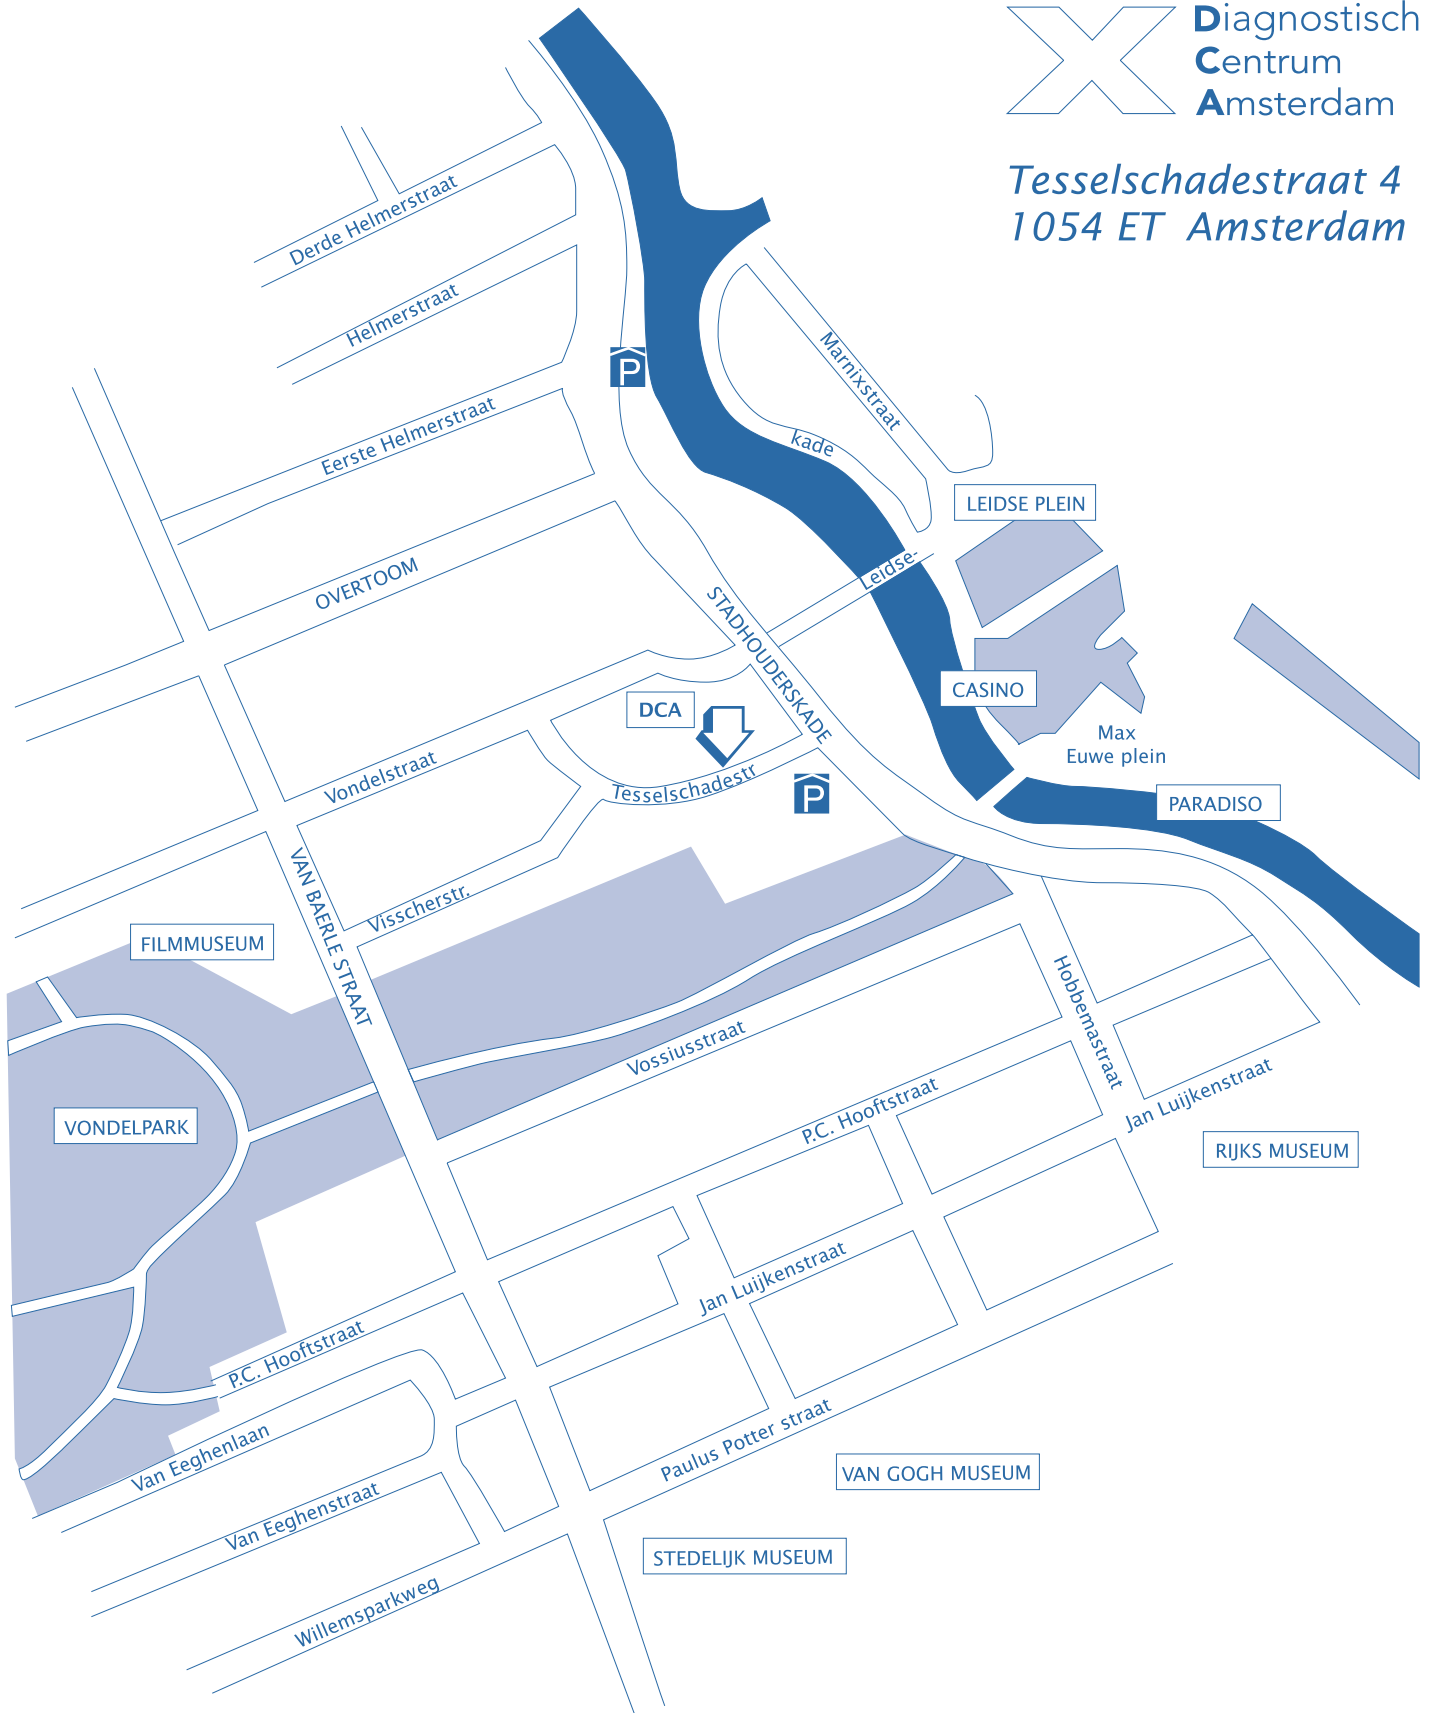 Diagnostisch
Centrum
Amsterdam
Tesselschadestraat 4
1054 ET Amsterdam
Derde Helmerstraat
Helmerstraat
P
Marnixstraat
Eerste Helmerstraat
kade
LEIDSE PLEIN
OVERTOOM
Leidse-
STADHOUDERSKADE
CASINO
DCA
Max
Euwe plein
Vondelstraat
Tesselschadestr
P
PARADISO
VAN BAERLE STRAAT
Visscherstr.
FILMMUSEUM
Hobbemastraat
Vossiusstraat
P.C. Hooftstraat
Jan Luijkenstraat
VONDELPARK
RIJKS MUSEUM
Jan Luijkenstraat
P.C. Hooftstraat
Paulus Potter straat
Van Eeghenlaan
VAN GOGH MUSEUM
Van Eeghenstraat
STEDELIJK MUSEUM
Willemsparkweg